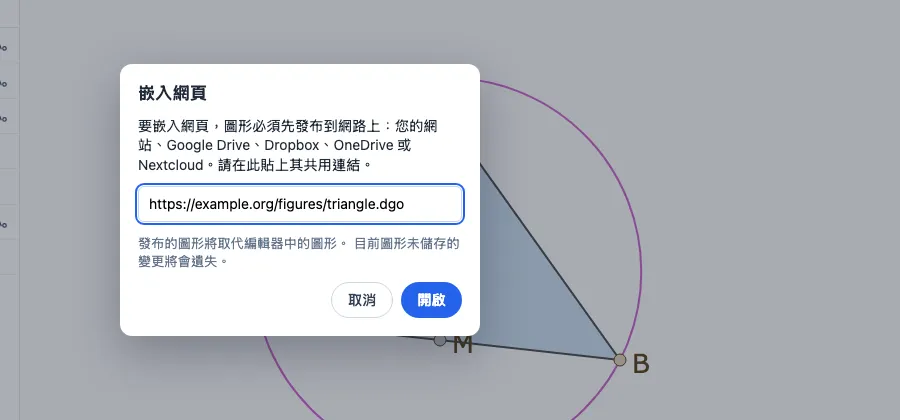 嵌入網頁
要嵌入網頁，圖形必須先發布到網路上：您的網
站、Google Drive、Dropbox、OneDrive 或
Nextcloud。請在此貼上其共用連結。
https://example.org/figures/triangle.dgo
發布的圖形將取代編輯器中的圖形。 目前圖形未儲存的
變更將會遺失。
取消 開啟
M
B